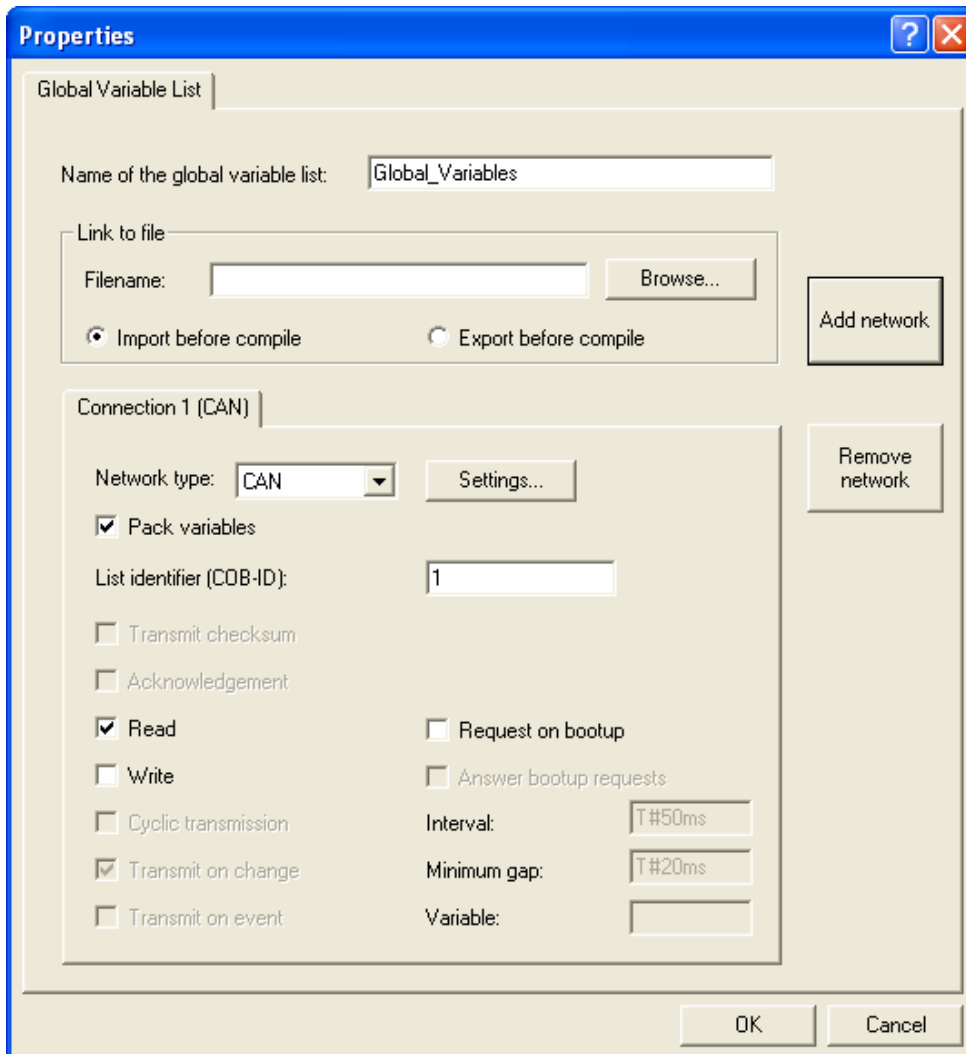 Properties
Global Variable List
Name of the global variable list: Global_Variables
Link to file
Filename: Browse...
Import before compile Export before compile
Add network
Connection 1 (CAN)
Network type: CAN Settings...
Remove
network
Pack variables
List identifier (COB-ID): 1
Transmit checksum
Acknowledgement
Read Request on bootup
Write Answer bootup requests
Cyclic transmission Interval: T#50ms
Transmit on change Minimum gap: T#20ms
Transmit on event Variable:
OK Cancel